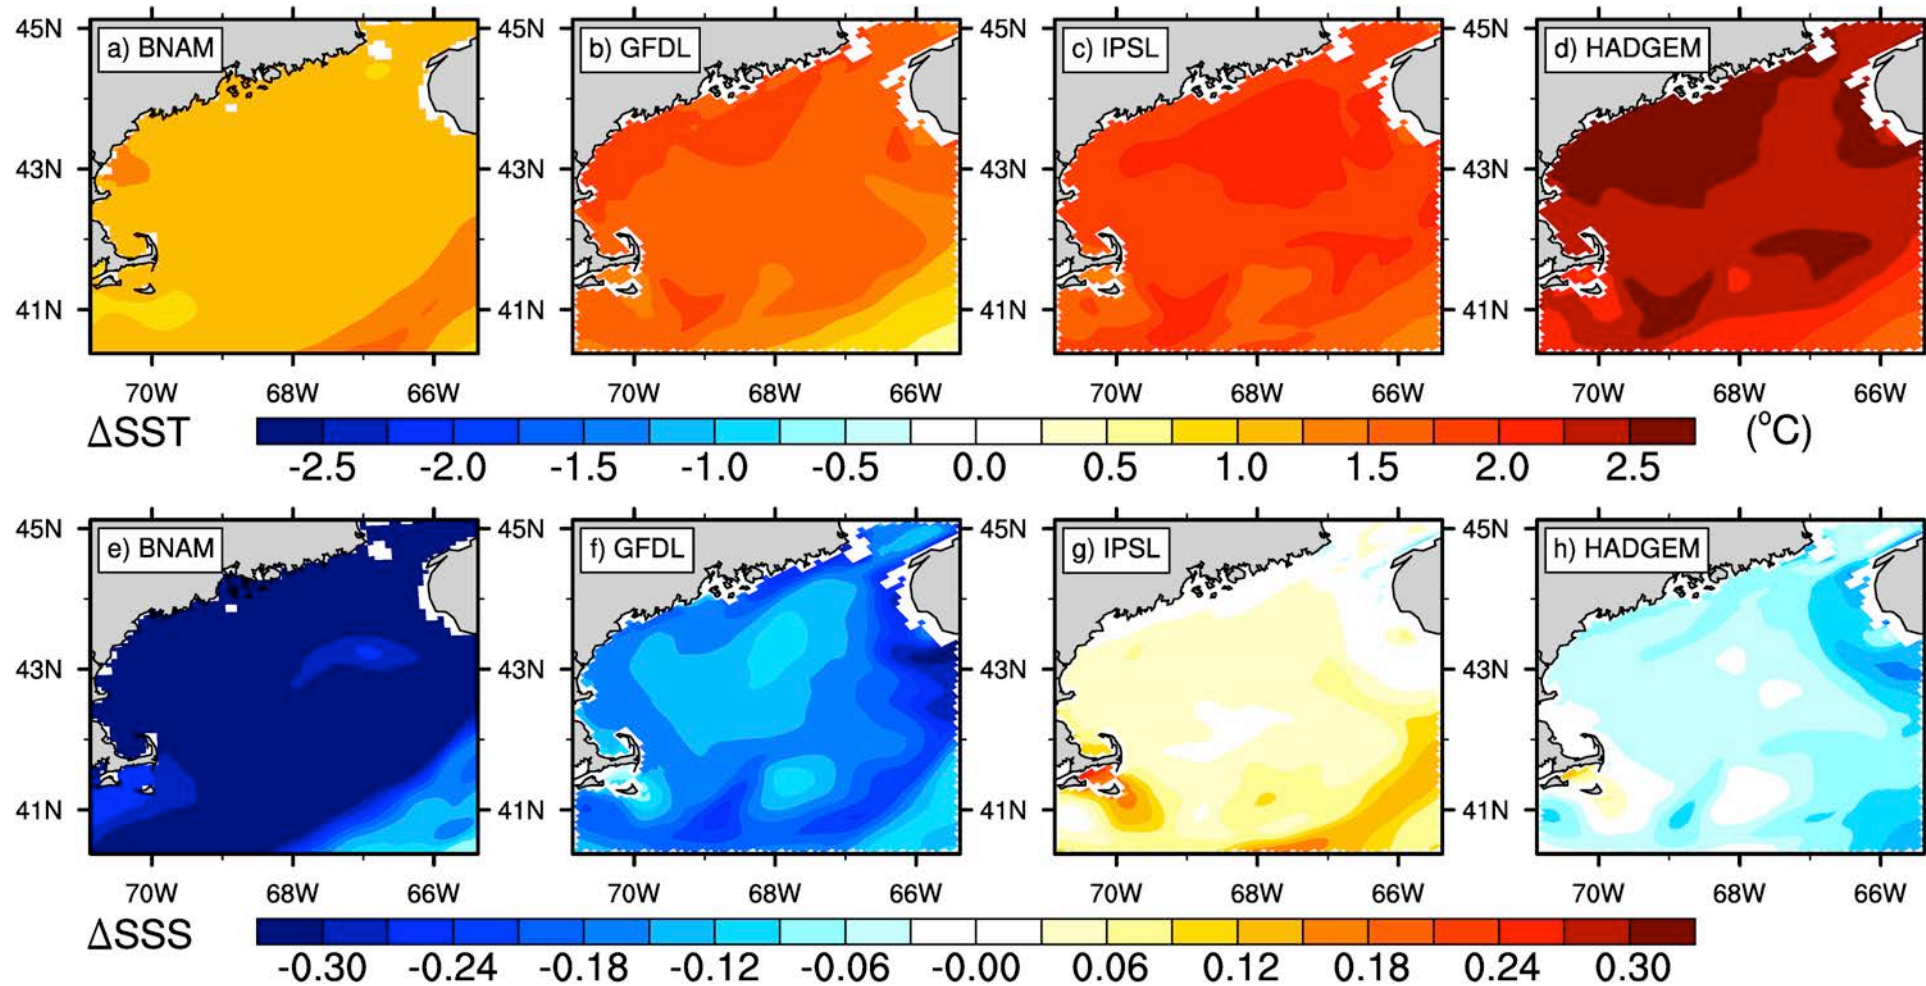 45N a) BNAM 45N b) GFDL 45N c) IPSL 45N d) HADGEM
43N 43N 43N 43N
41N 41N 41N 41N
70W 68W 66W 70W 68W 66W 70W 68W 66W 70W 68W 66W
ΔSST (°C)
-2.5 -2.0 -1.5 -1.0 -0.5 0.0 0.5 1.0 1.5 2.0 2.5
45N e) BNAM 45N f) GFDL 45N g) IPSL 45N h) HADGEM
43N 43N 43N 43N
41N 41N 41N 41N
70W 68W 66W 70W 68W 66W 70W 68W 66W 70W 68W 66W
ΔSSS
-0.30 -0.24 -0.18 -0.12 -0.06 -0.00 0.06 0.12 0.18 0.24 0.30